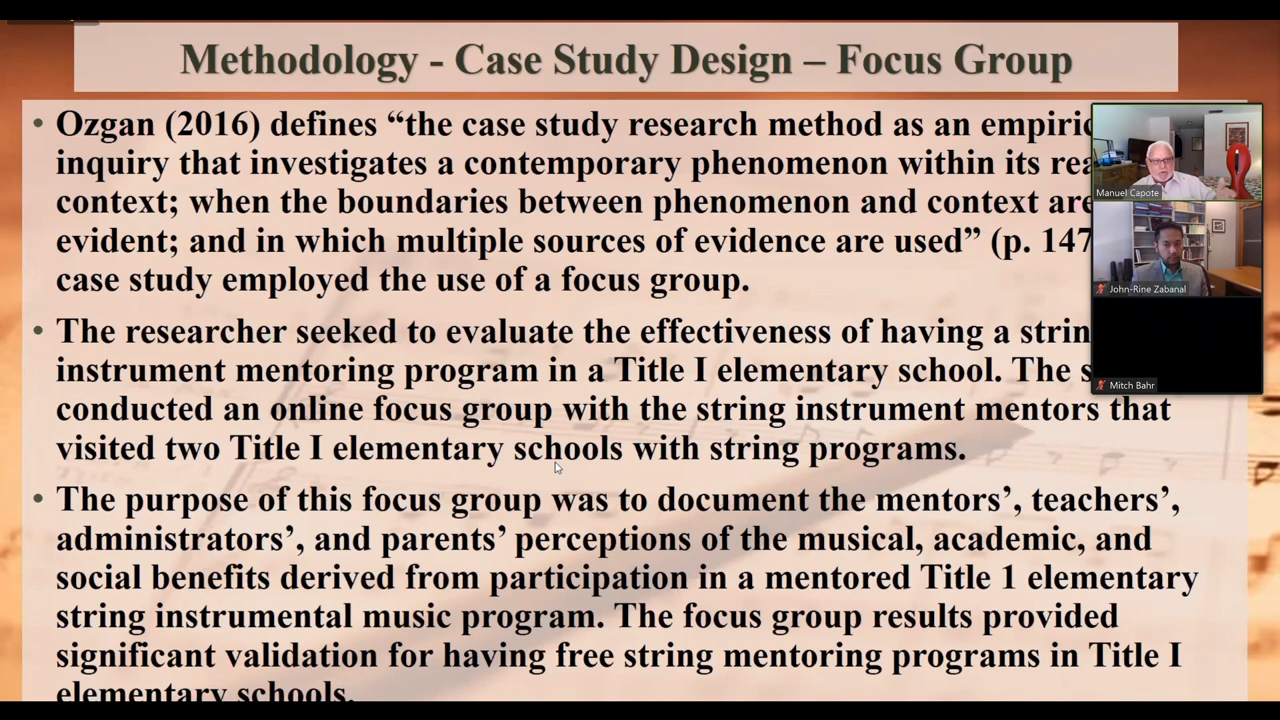 Methodology - Case Study Design – Focus Group
• Ozgan (2016) defines “the case study research method as an empiric
inquiry that investigates a contemporary phenomenon within its rea
context; when the boundaries between phenomenon and context are
evident; and in which multiple sources of evidence are used” (p. 147
case study employed the use of a focus group.
• The researcher seeked to evaluate the effectiveness of having a strin
instrument mentoring program in a Title I elementary school. The s
conducted an online focus group with the string instrument mentors that
visited two Title I elementary schools with string programs.
• The purpose of this focus group was to document the mentors’, teachers’,
administrators’, and parents’ perceptions of the musical, academic, and
social benefits derived from participation in a mentored Title 1 elementary
string instrumental music program. The focus group results provided
significant validation for having free string mentoring programs in Title I
elementary schools.
Manuel Capote
John-Rine Zabanal
Mitch Bahr